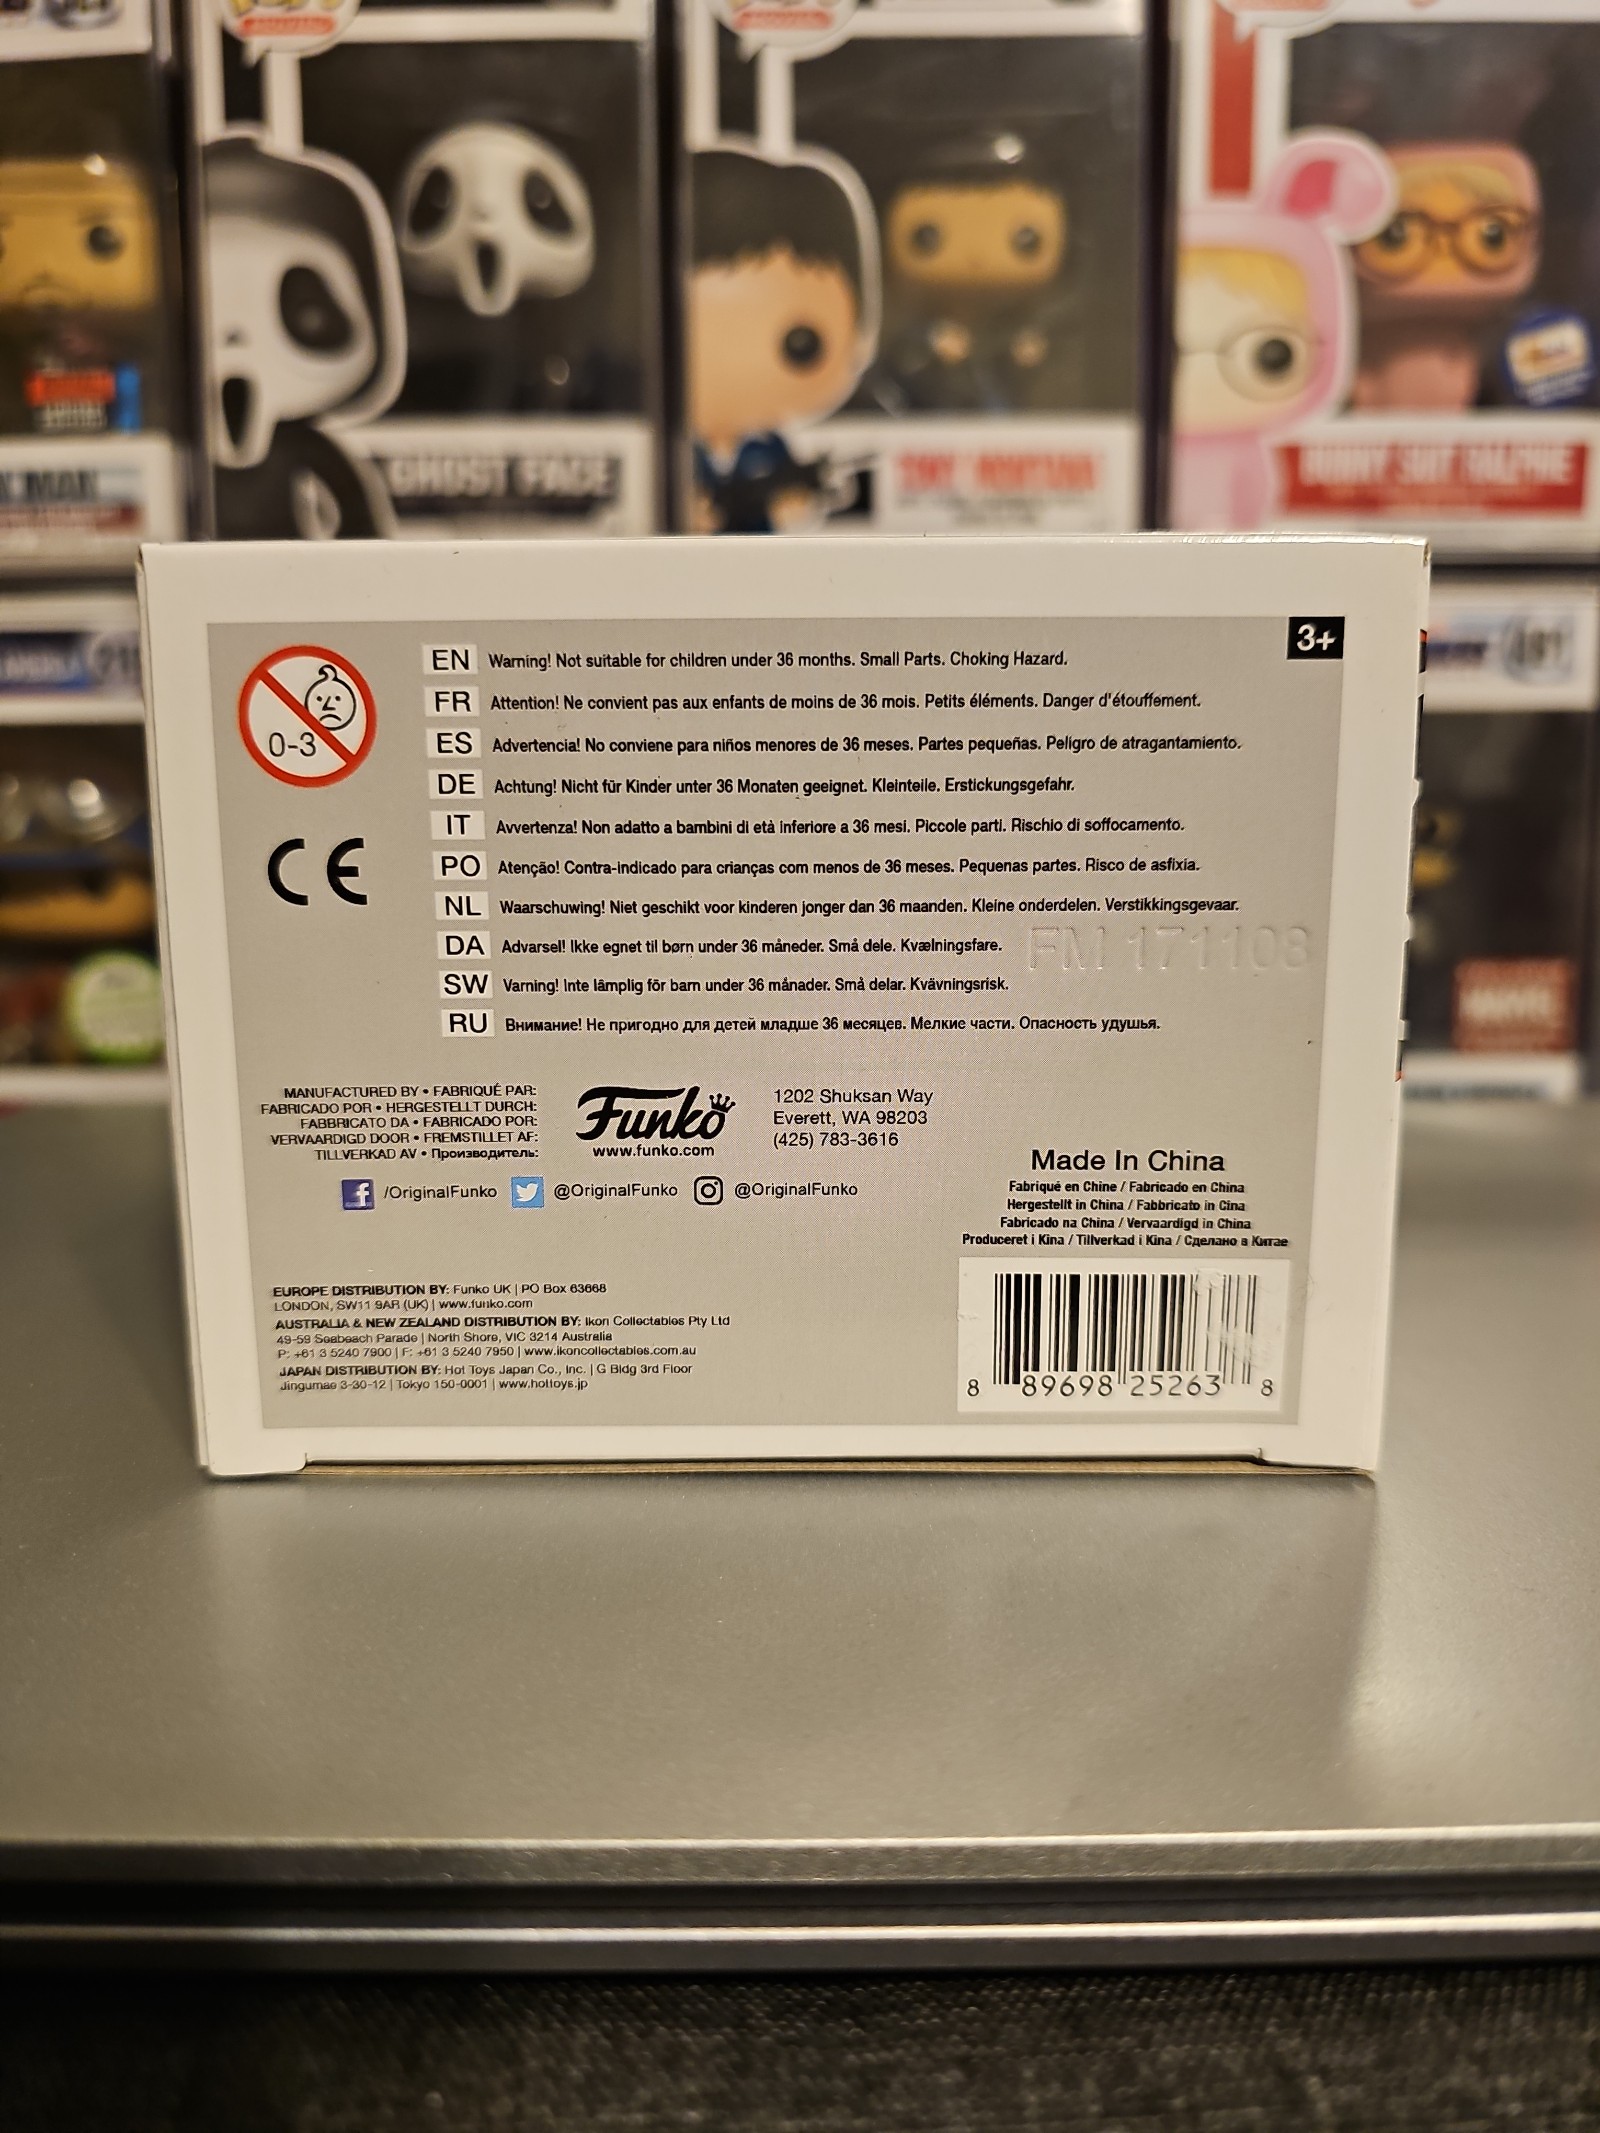 GHOST FACE
3+
0-3
EN Warning! Not suitable for children under 36 months. Small Parts. Choking Hazard.
FR Attention! Ne convient pas aux enfants de moins de 36 mois. Petits éléments. Danger d'étouffement.
ES Advertencia! No conviene para niños menores de 36 meses. Partes pequeñas. Peligro de atragantamiento.
DE Achtung! Nicht für Kinder unter 36 Monaten geeignet. Kleinteile. Erstickungsgefahr.
IT Avvertenza! Non adatto a bambini di età inferiore a 36 mesi. Piccole parti. Rischio di soffocamento.
PO Atenção! Contra-indicado para crianças com menos de 36 meses. Pequenas partes. Risco de asfixia.
CE
NL Waarschuwing! Niet geschikt voor kinderen jonger dan 36 maanden. Kleine onderdelen. Verstikkingsgevaar.
DA Advarsel! Ikke egnet til børn under 36 måneder. Små dele. Kvælningsfare.
FM 171108
SW Varning! Inte lämplig för barn under 36 månader. Små delar. Kvävningsrisk.
RU Внимание! Не пригодно для детей младше 36 месяцев. Мелкие части. Опасность удушья.
MANUFACTURED BY • FABRIQUÉ PAR:
FABRICADO POR • HERGESTELLT DURCH:
FABBRICATO DA • FABRICADO POR:
VERVAARDIGD DOOR • FREMSTILLET AF:
TILLVERKAD AV • Производитель:
Funko
www.funko.com
1202 Shuksan Way
Everett, WA 98203
(425) 783-3616
/OriginalFunko @OriginalFunko @OriginalFunko
Made In China
Fabriqué en Chine / Fabricado en China
Hergestellt in China / Fabbricato in Cina
Fabricado na China / Vervaardigd in China
Produceret i Kina / Tillverkad i Kina / Сделано в Китае
EUROPE DISTRIBUTION BY: Funko UK | PO Box 63668
LONDON, SW11 9AR (UK) | www.funko.com
AUSTRALIA & NEW ZEALAND DISTRIBUTION BY: Ikon Collectables Pty Ltd
49-59 Seabeach Parade | North Shore, VIC 3214 Australia
P: +61 3 5240 7900 | F: +61 3 5240 7950 | www.ikoncollectables.com.au
JAPAN DISTRIBUTION BY: Hot Toys Japan Co., Inc. | G Bldg 3rd Floor
Jingumae 3-30-12 | Tokyo 150-0001 | www.hottoys.jp
8 89698 25263 8